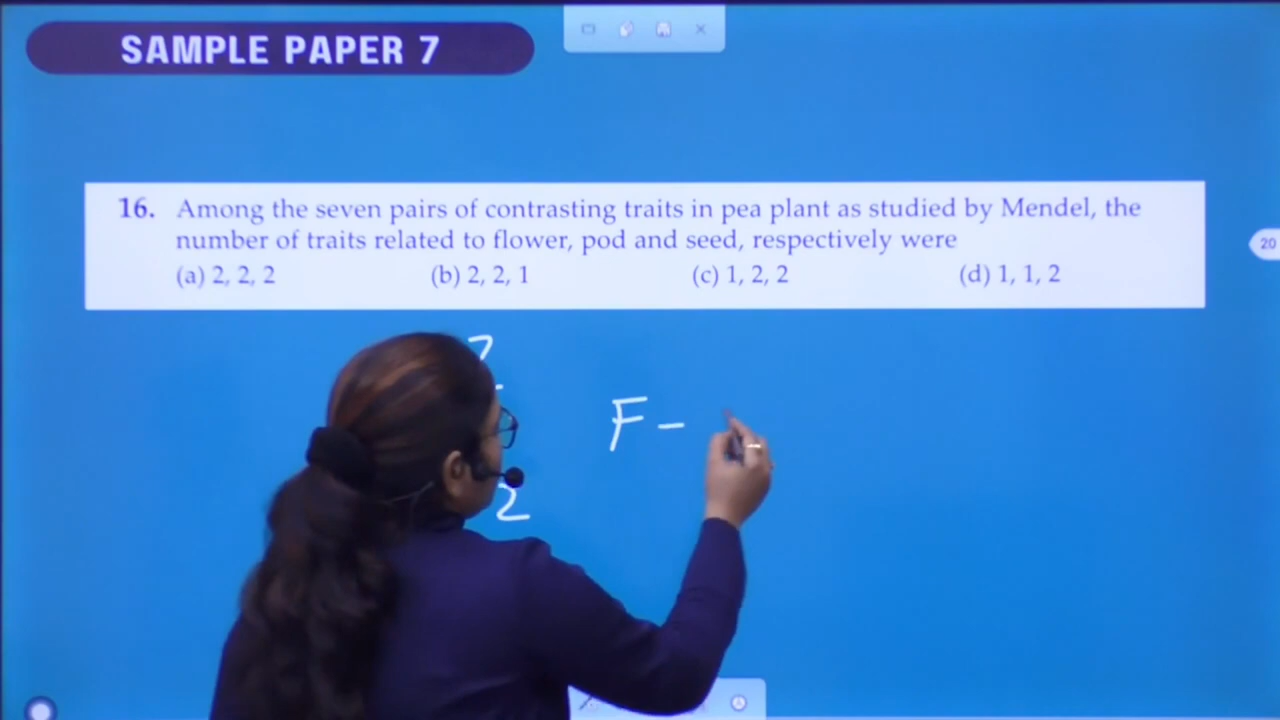 SAMPLE PAPER 7
16. Among the seven pairs of contrasting traits in pea plant as studied by Mendel, the
number of traits related to flower, pod and seed, respectively were
(a) 2, 2, 2 (b) 2, 2, 1 (c) 1, 2, 2 (d) 1, 1, 2
20
F -
2